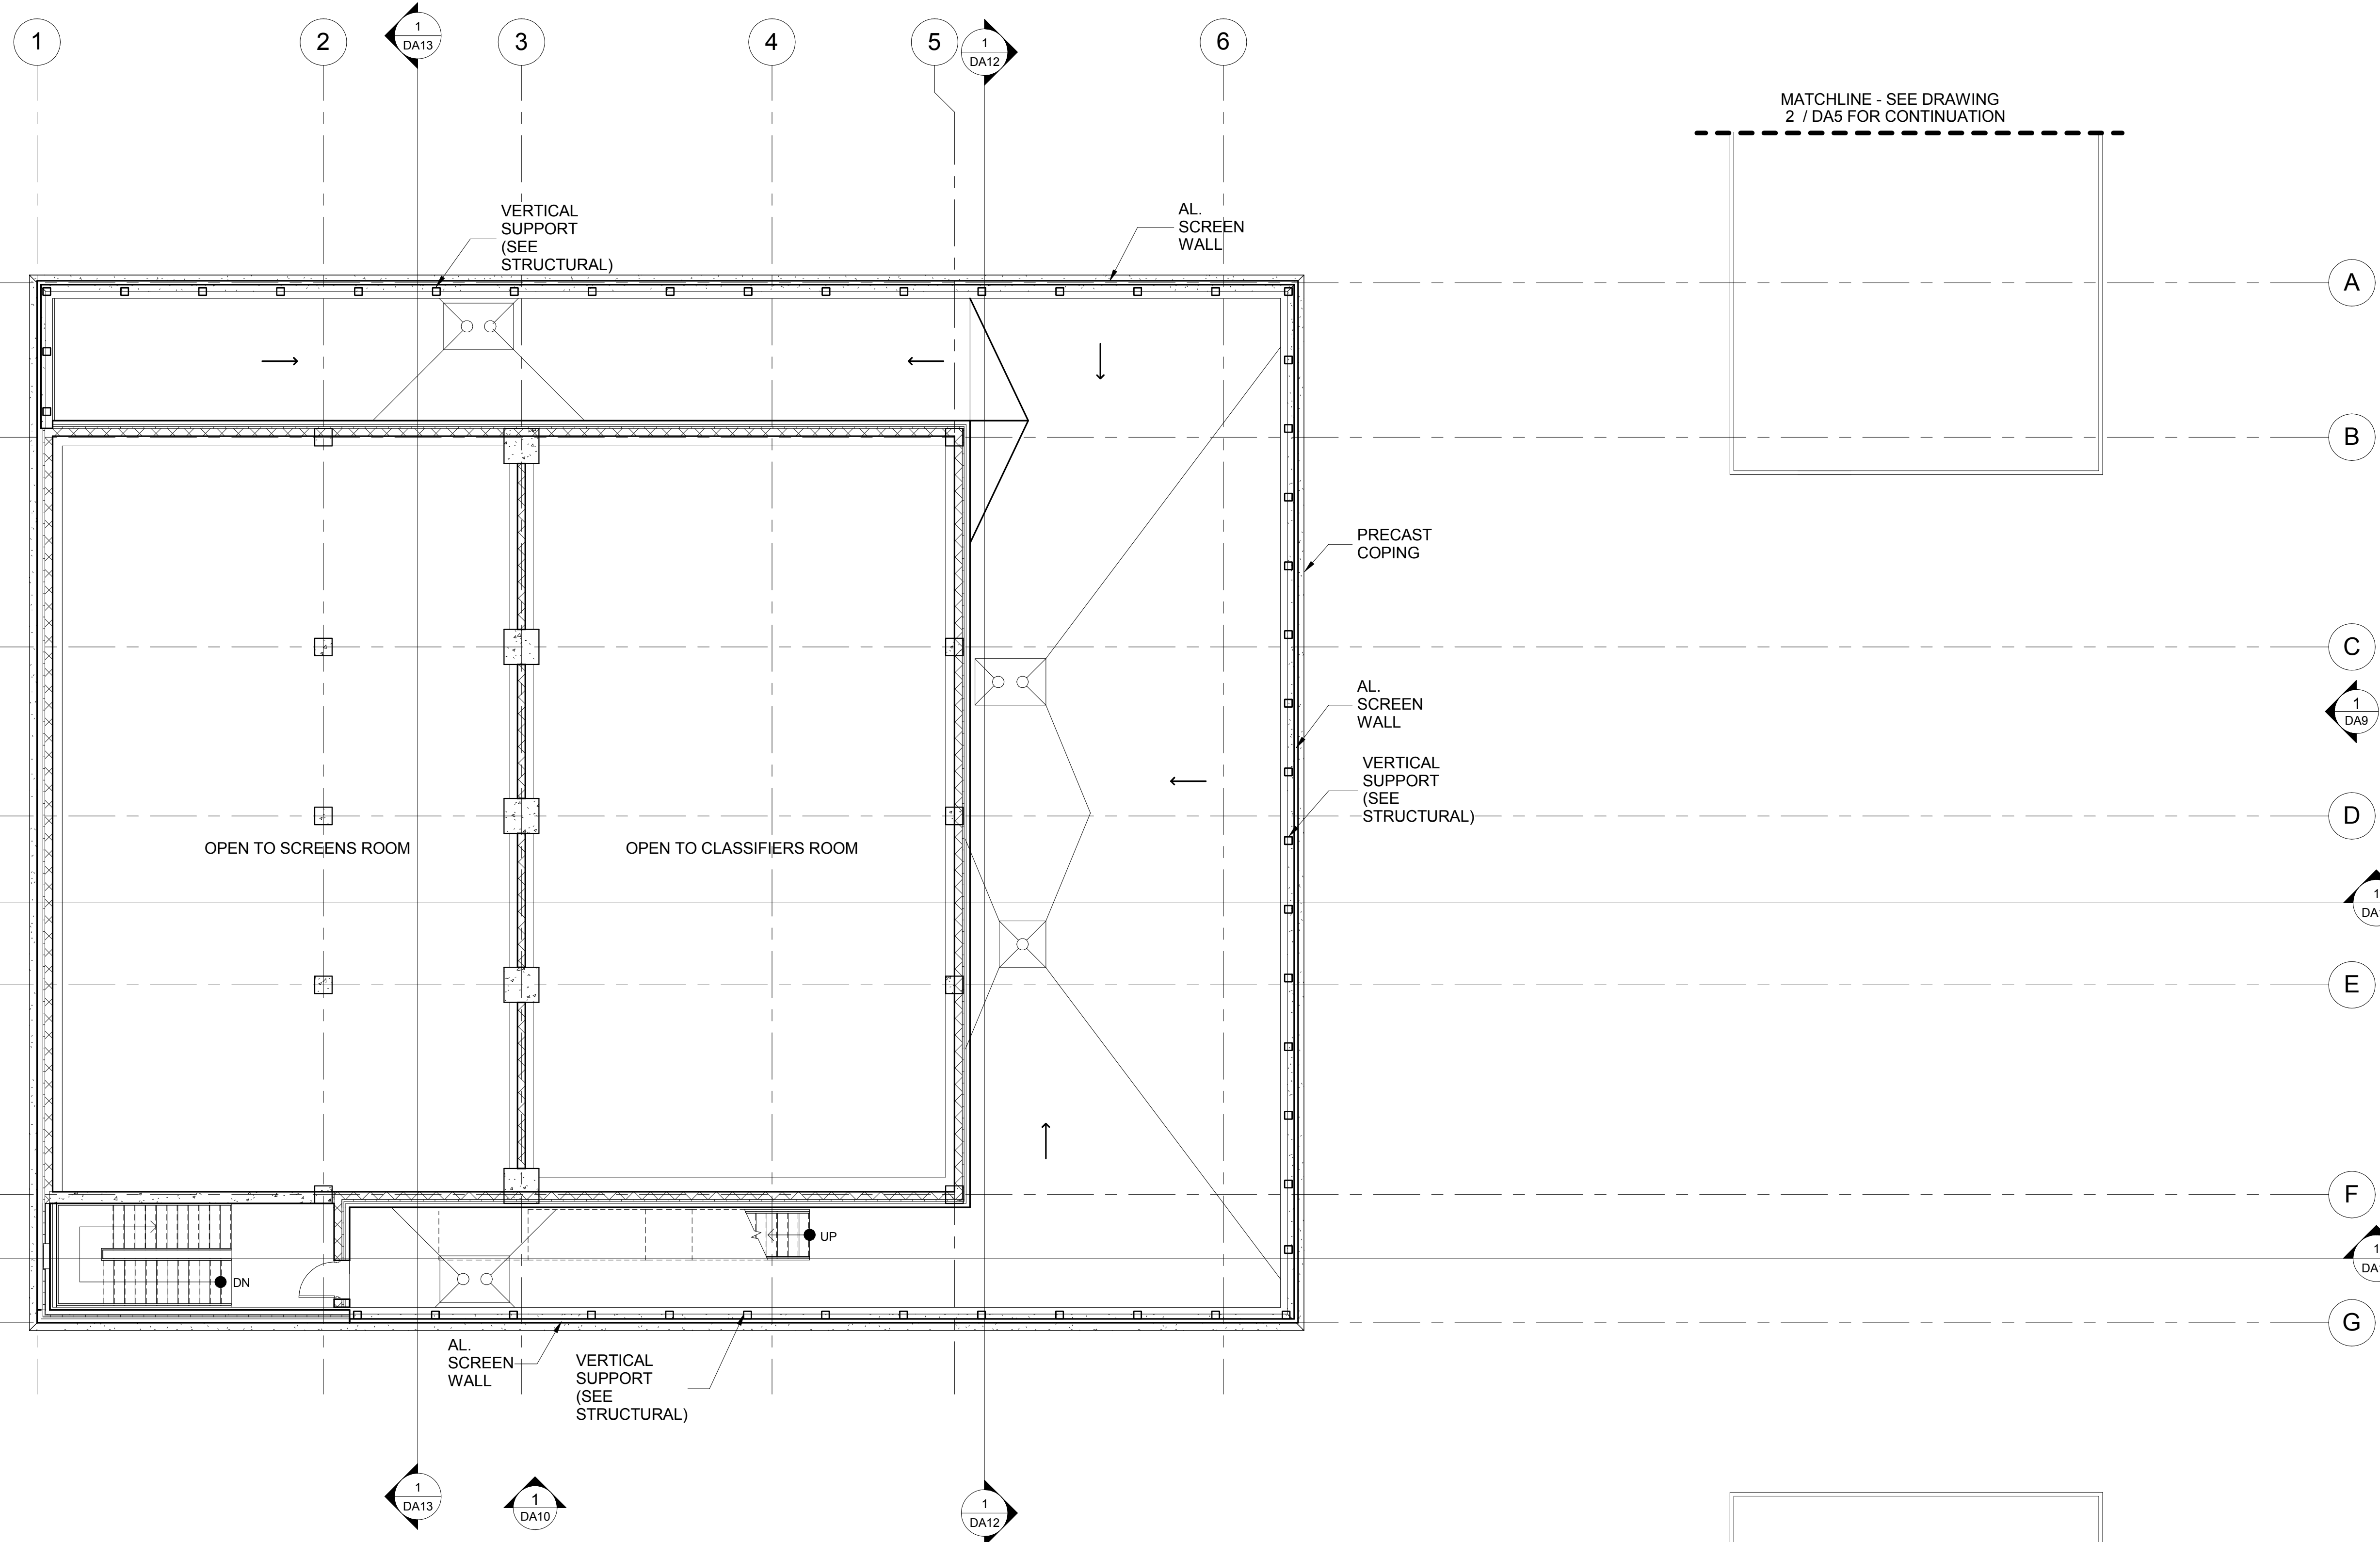 1
2
1
DA13
3
4
5
1
DA12
6
MATCHLINE - SEE DRAWING
2 / DA5 FOR CONTINUATION
VERTICAL
SUPPORT
(SEE
STRUCTURAL)
AL.
SCREEN
WALL
A
B
PRECAST
COPING
C
AL.
SCREEN
WALL
1
DA9
VERTICAL
SUPPORT
(SEE
STRUCTURAL)
D
OPEN TO SCREENS ROOM
OPEN TO CLASSIFIERS ROOM
1
E
F
UP
1
DN
G
AL.
SCREEN
WALL
VERTICAL
SUPPORT
(SEE
STRUCTURAL)
1
DA13
1
DA10
1
DA12